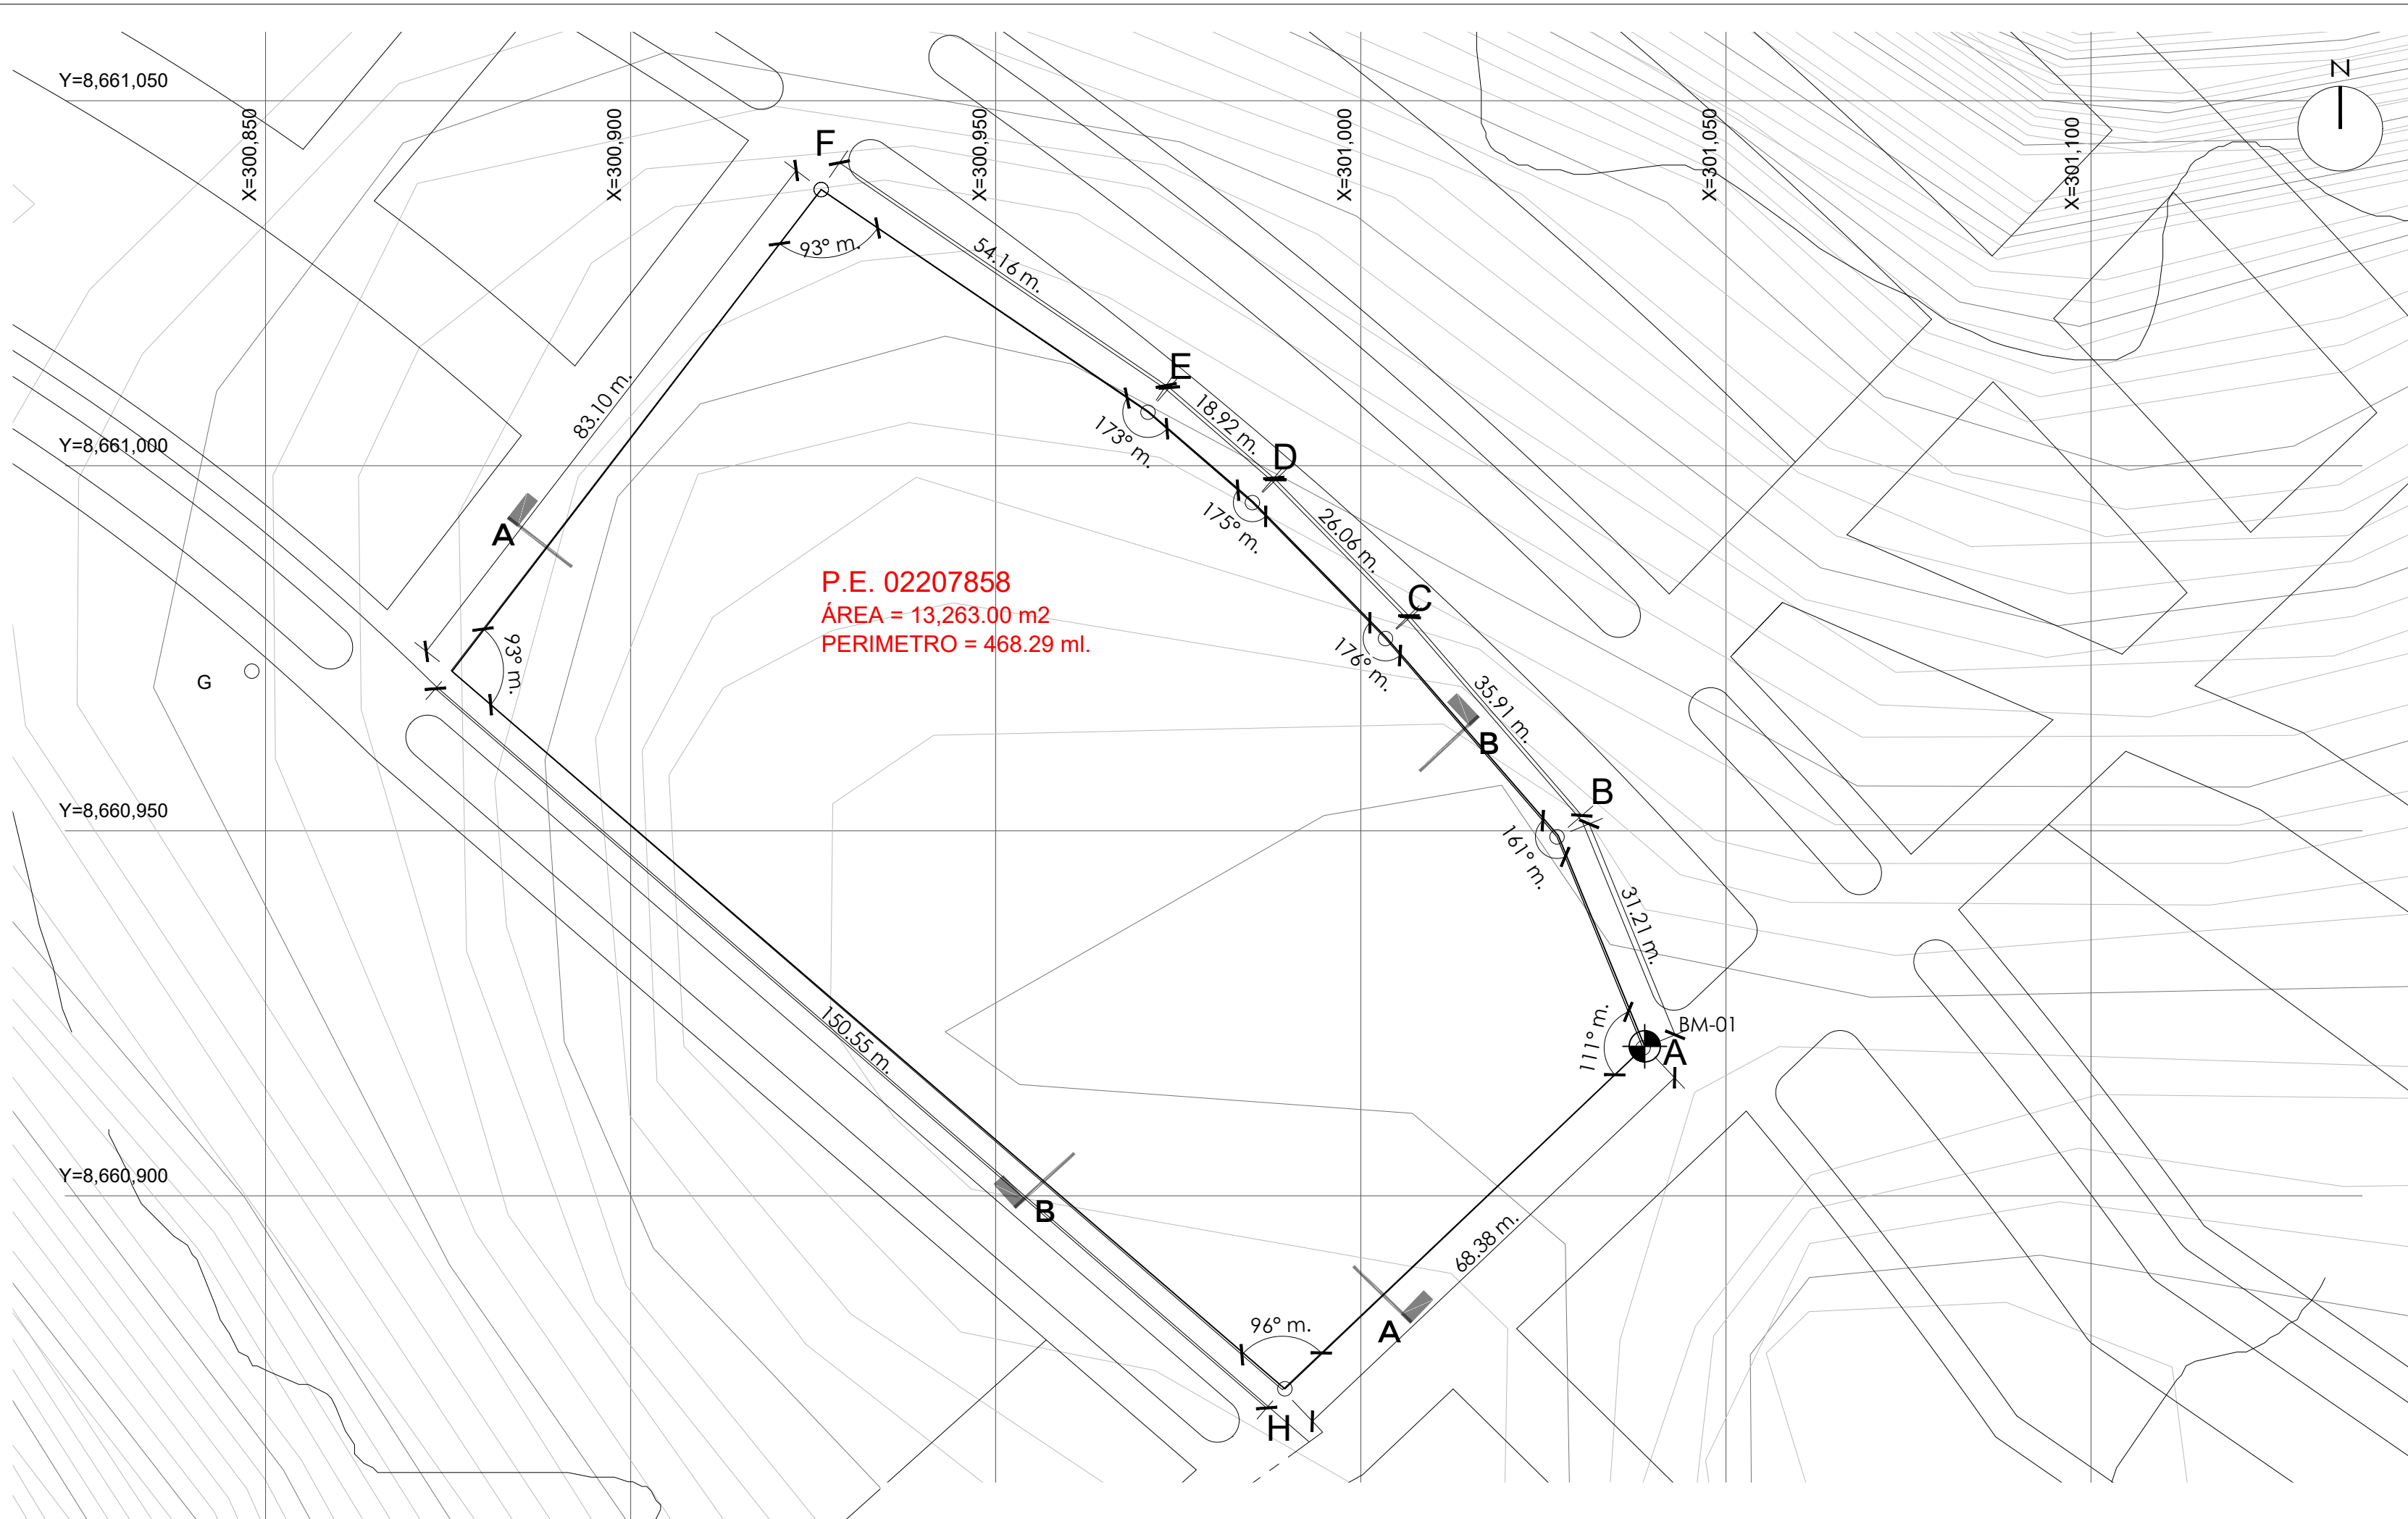 N
Y=8,661,050
X=300,850
X=300,900
X=300,950
X=301,000
X=301,050
X=301,100
F
93° m.
54.16 m.
E
83.10 m.
18.92 m.
173° m.
Y=8,661,000
D
175° m.
26.06 m.
A
P.E. 02207858
ÁREA = 13,263.00 m2
PERIMETRO = 468.29 ml.
C
176° m.
93° m.
G
35.91 m.
B
B
Y=8,660,950
161° m.
31.21 m.
150.55 m.
111° m.
BM-01
A
Y=8,660,900
B
68.38 m.
96° m.
A
H